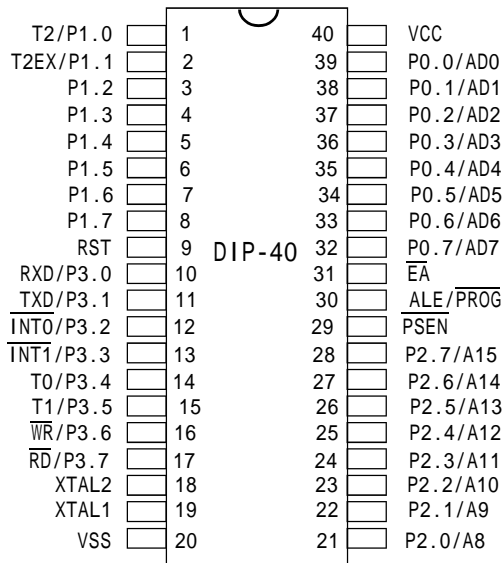 T2/P1.0 1 40 VCC
T2EX/P1.1 2 39 P0.0/AD0
P1.2 3 38 P0.1/AD1
P1.3 4 37 P0.2/AD2
P1.4 5 36 P0.3/AD3
P1.5 6 35 P0.4/AD4
P1.6 7 34 P0.5/AD5
P1.7 8 33 P0.6/AD6
RST 9 DIP-40 32 P0.7/AD7
RXD/P3.0 10 31 E̅A̅
TXD/P3.1 11 30 ALE/P̅R̅O̅G̅
I̅N̅T̅0̅/P3.2 12 29 P̅S̅E̅N̅
I̅N̅T̅1̅/P3.3 13 28 P2.7/A15
T0/P3.4 14 27 P2.6/A14
T1/P3.5 15 26 P2.5/A13
W̅R̅/P3.6 16 25 P2.4/A12
R̅D̅/P3.7 17 24 P2.3/A11
XTAL2 18 23 P2.2/A10
XTAL1 19 22 P2.1/A9
VSS 20 21 P2.0/A8